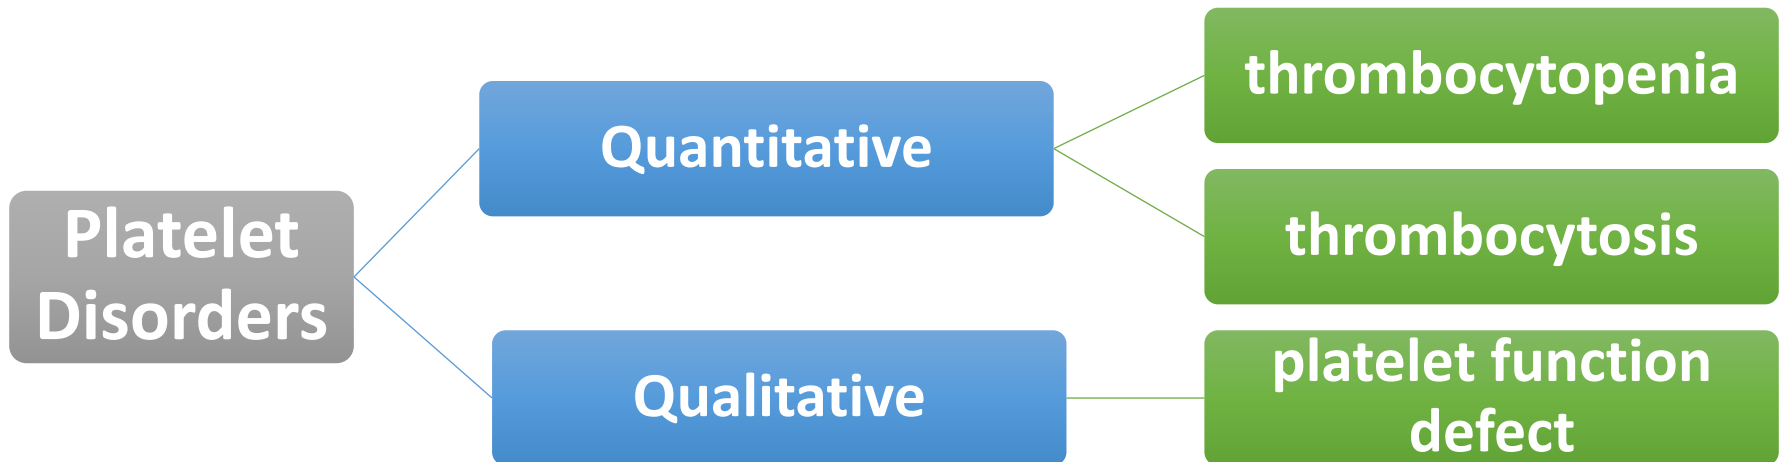 Platelet
Disorders
Quantitative
thrombocytopenia
thrombocytosis
Qualitative
platelet function
defect